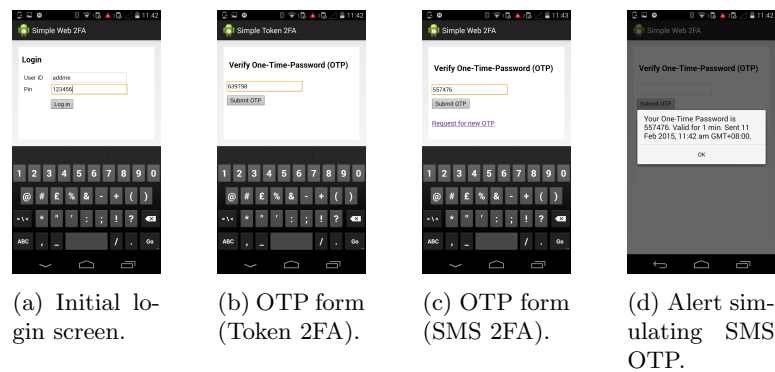 11:42
Simple Web 2FA
Login
User ID addme
Pin 123456
Log in
1 2 3 4 5 6 7 8 9 0
@ # £ % & - + ( )
= \ < * " ' : ; ! ?
ABC , _ / . Go
(a) Initial lo-
gin screen.
11:42
Simple Token 2FA
Verify One-Time-Password (OTP)
639798
Submit OTP
1 2 3 4 5 6 7 8 9 0
@ # £ % & - + ( )
= \ < * " ' : ; ! ?
ABC , _ / . Go
(b) OTP form
(Token 2FA).
11:43
Simple Web 2FA
Verify One-Time-Password (OTP)
557476
Submit OTP
Request for new OTP
1 2 3 4 5 6 7 8 9 0
@ # £ % & - + ( )
= \ < * " ' : ; ! ?
ABC , _ / . Go
(c) OTP form
(SMS 2FA).
11:42
Simple Web 2FA
Verify One-Time-Password (OTP)
Submit OTP
Your One-Time Password is
557476. Valid for 1 min. Sent 11
Feb 2015, 11:42 am GMT+08:00.
OK
(d) Alert sim-
ulating SMS
OTP.